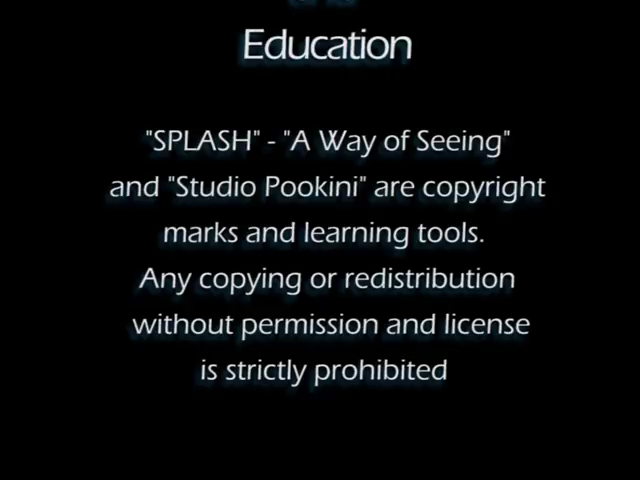 Education
"SPLASH" - "A Way of Seeing"
and "Studio Pookini" are copyright
marks and learning tools.
Any copying or redistribution
without permission and license
is strictly prohibited